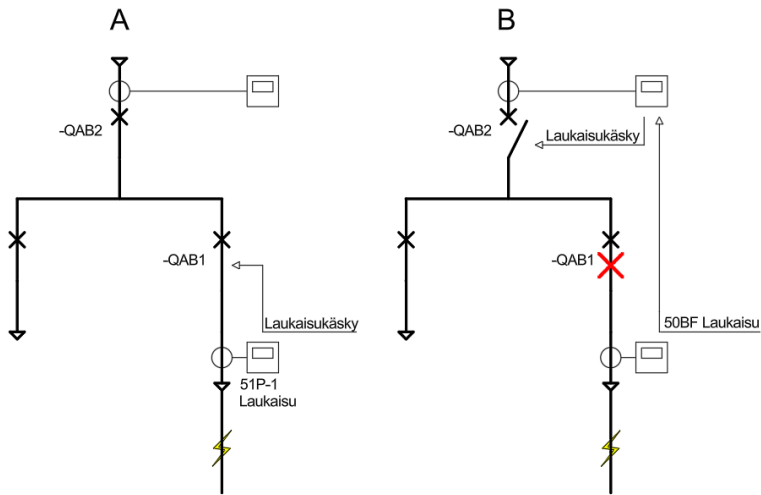 A
B
-QAB2
-QAB2
Laukaisukäsky
-QAB1
-QAB1
Laukaisukäsky
50BF Laukaisu
51P-1
Laukaisu